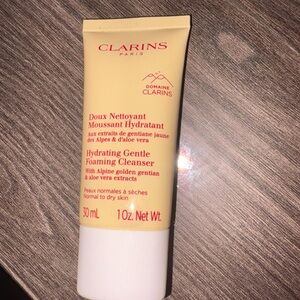 CLARINS
PARIS
DOMAINE
CLARINS
Doux Nettoyant
Moussant Hydratant
Aux extraits de gentiane jaune
des Alpes & d'aloe vera
Hydrating Gentle
Foaming Cleanser
With Alpine golden gentian
& aloe vera extracts
Peaux normales à sèches
Normal to dry skin
30 mL 1 Oz. Net Wt.